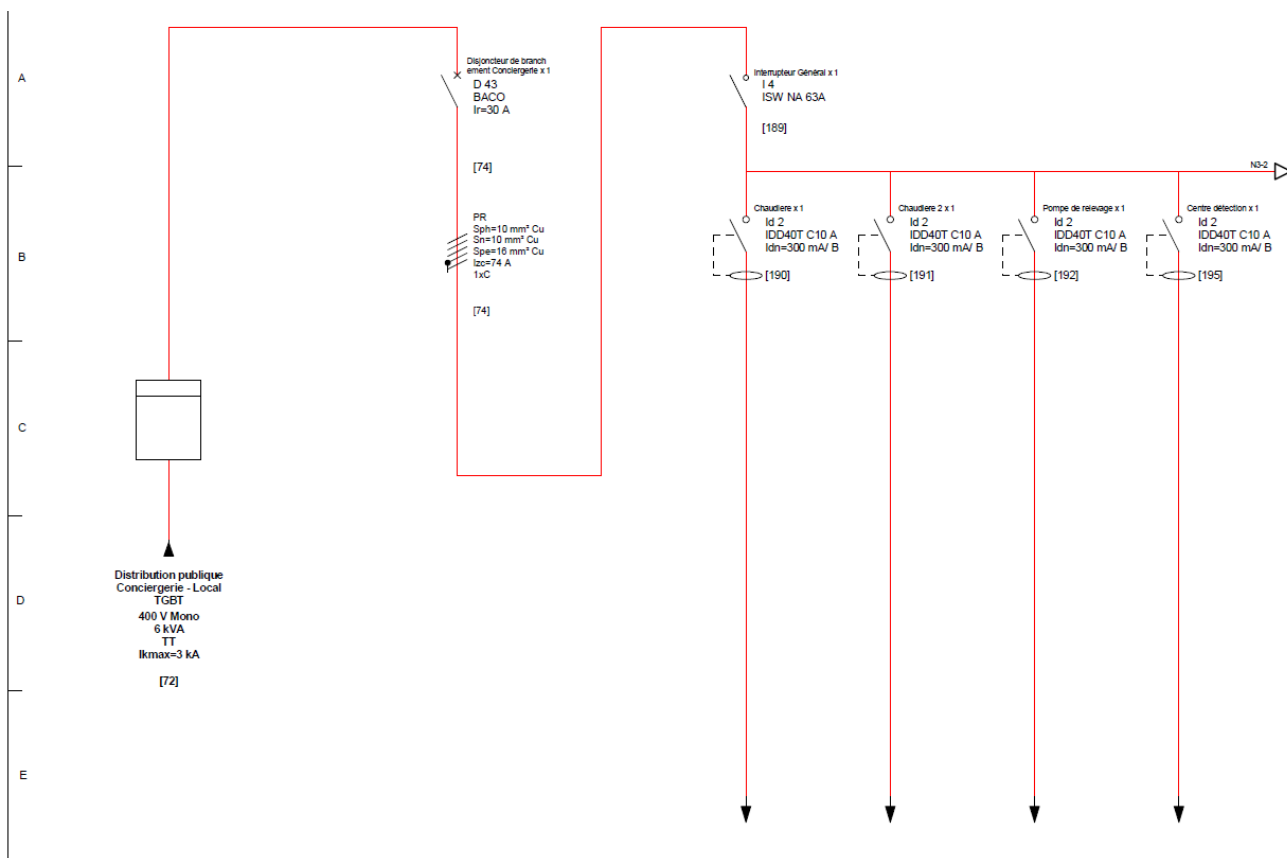 A
B
C
D
E
Disjoncteur de branch
ement Conciergerie x 1
D 43
BACO
Ir=30 A
[74]
PR
Sph=10 mm² Cu
Sn=10 mm² Cu
Spe=16 mm² Cu
Izc=74 A
1xC
[74]
Distribution publique
Conciergerie - Local
TGBT
400 V Mono
6 kVA
TT
Ikmax=3 kA
[72]
Interrupteur Général x 1
I 4
ISW NA 63A
[189]
N3-2
Chaudiere x 1
Id 2
IDD40T C10 A
Idn=300 mA/ B
[190]
Chaudiere 2 x 1
Id 2
IDD40T C10 A
Idn=300 mA/ B
[191]
Pompe de relevage x 1
Id 2
IDD40T C10 A
Idn=300 mA/ B
[192]
Centre détection x 1
Id 2
IDD40T C10 A
Idn=300 mA/ B
[195]